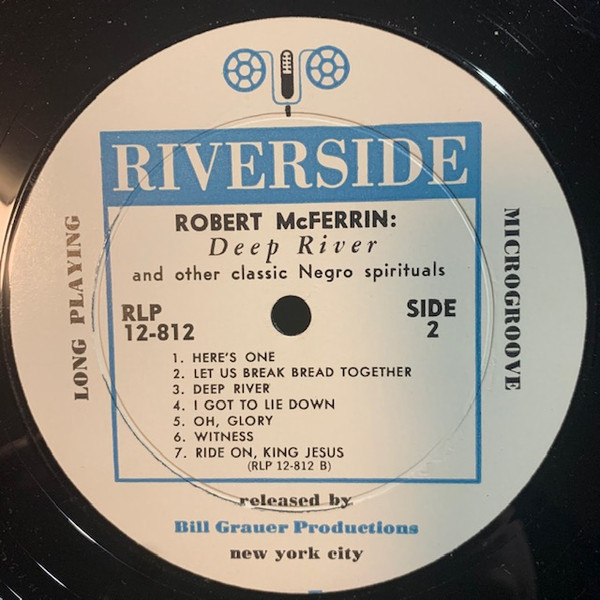 RIVERSIDE
ROBERT McFERRIN:
Deep River
and other classic Negro spirituals
LONG PLAYING
MICROGROOVE
RLP
12-812
SIDE
2
1. HERE'S ONE
2. LET US BREAK BREAD TOGETHER
3. DEEP RIVER
4. I GOT TO LIE DOWN
5. OH, GLORY
6. WITNESS
7. RIDE ON, KING JESUS
(RLP 12-812 B)
released by
Bill Grauer Productions
new york city